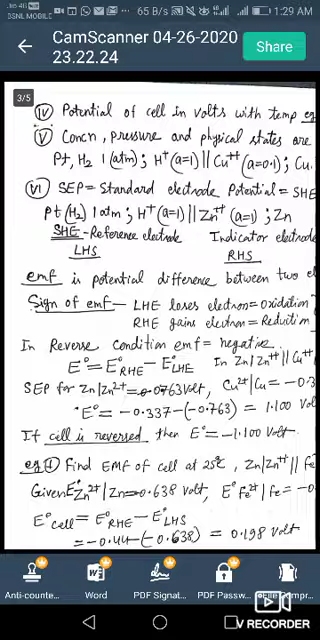 BSNL MOBILE 65 B/s 1:29 AM
CamScanner 04-26-2020
23.22.24
Share
3/5
(iv) Potential of cell in volts with temp eg
(v) Concn, pressure and physical states are
Pt, H2 1(atm); H+(a=1) || Cu++(a=0.1); Cu
(vi) SEP = Standard electrode Potential = SHE
Pt(H2) 1 atm; H+(a=1) || Zn++(a=1); Zn
SHE - Reference electrode Indicator electrode
LHS RHS
emf is potential difference between two el
Sign of emf — LHE loses electron = Oxidation
RHE gains electron = Reduction
In Reverse condition emf = negative.
E° = E°RHE − E°LHE In Zn/Zn++||Cu++
SEP for Zn/Zn2+ = -0.0763 Volt, Cu2+/Cu = -0.3
E° = -0.337 - (-0.763) = 1.100 Vol
If cell is reversed then E° = -1.100 Volt.
eg. (1) Find EMF of cell at 25°C, Zn/Zn++ || Fe
Given E°Zn2+/Zn = -0.638 Volt, E°Fe2+/Fe = -0
E°cell = E°RHE − E°LHS
= -0.44 - (-0.638) = 0.198 Volt
Anti-counte...
Word
PDF Signat...
PDF Passw...
V RECORDER